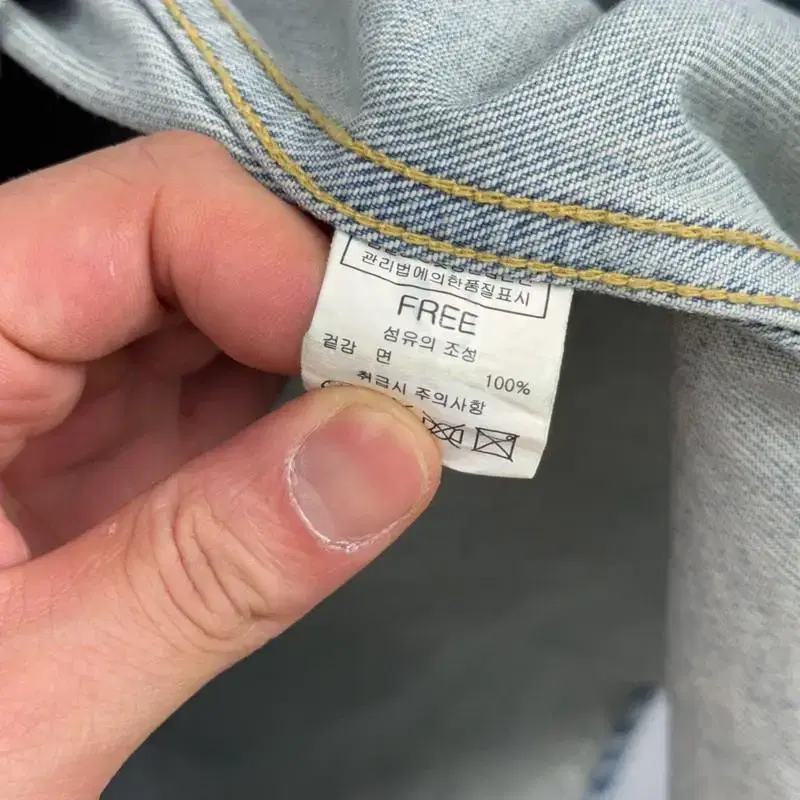 관리법에의한품질표시
FREE
섬유의 조성
겉감 면 100%
취급시 주의사항